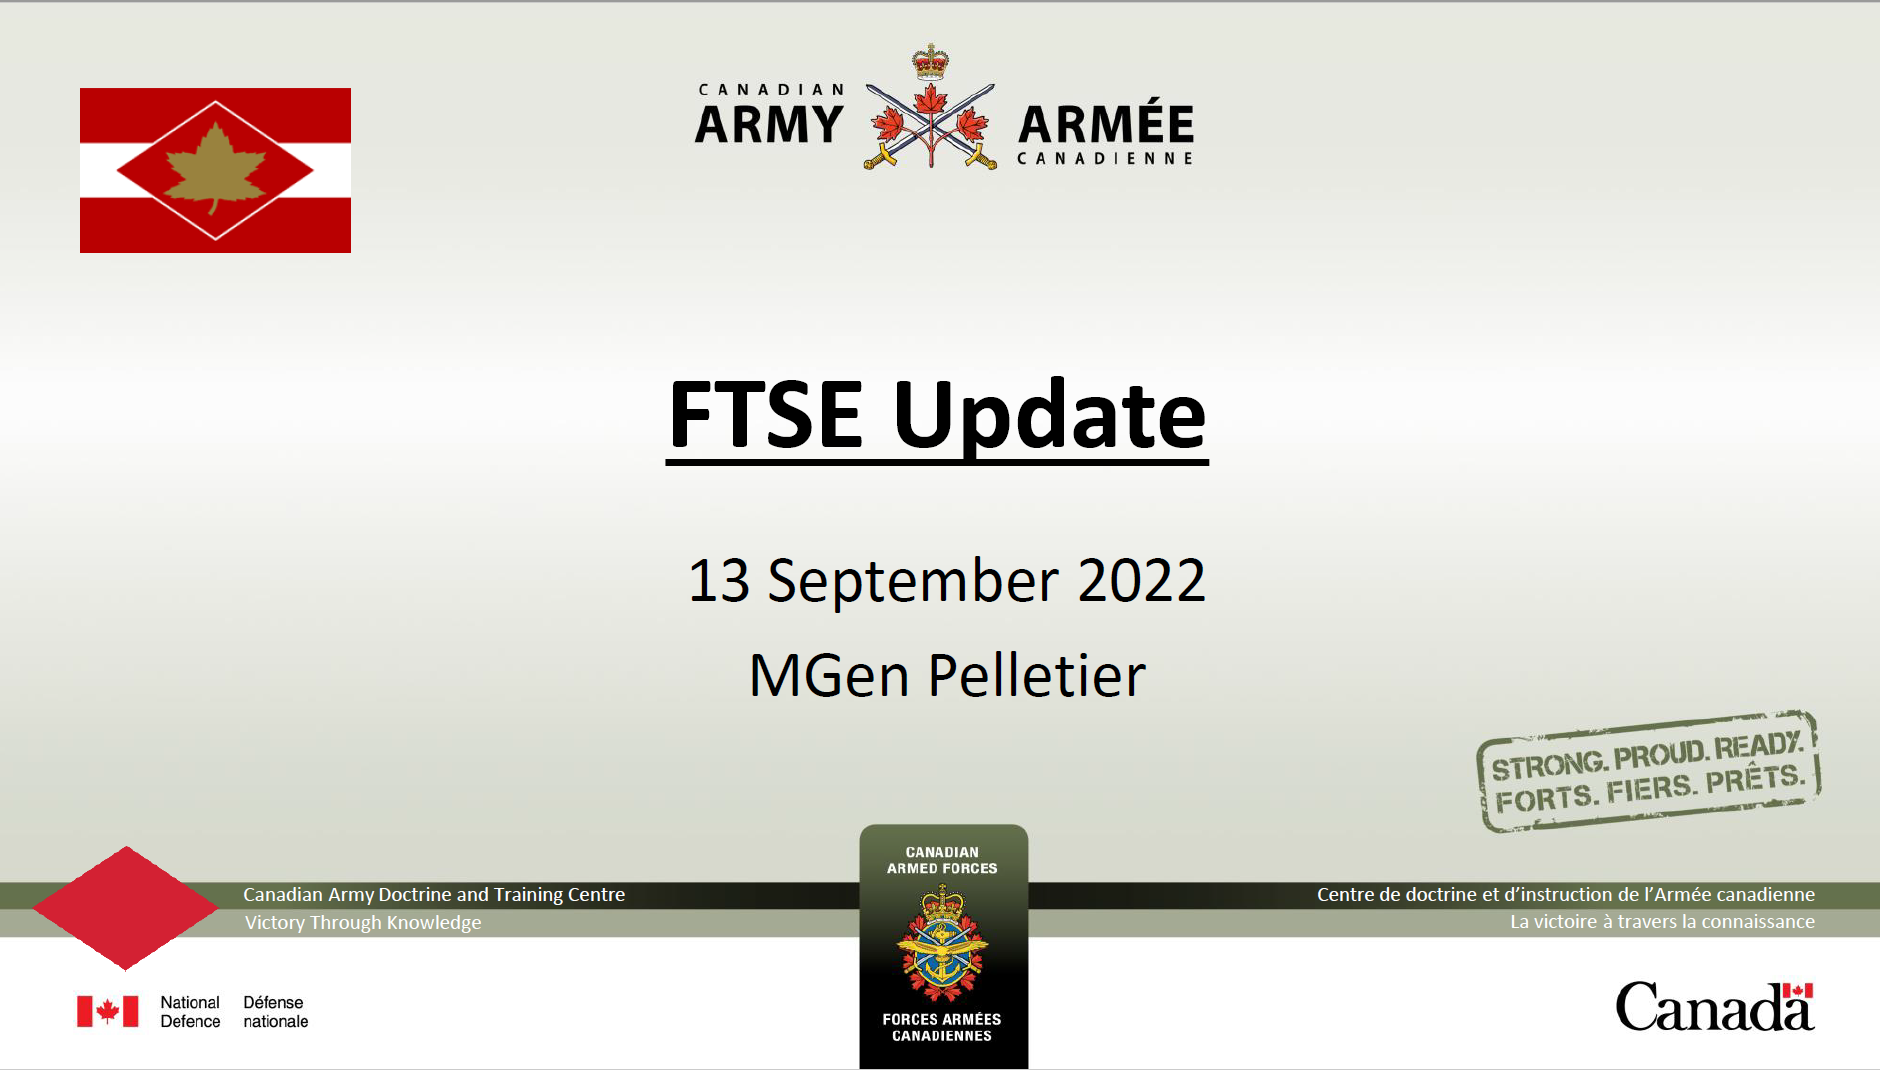 CANADIAN
ARMY
ARMÉE
CANADIENNE
FTSE Update
13 September 2022
MGen Pelletier
STRONG. PROUD. READY.
FORTS. FIERS. PRÊTS.
CANADIAN
ARMED FORCES
Canadian Army Doctrine and Training Centre
Victory Through Knowledge
Centre de doctrine et d’instruction de l’Armée canadienne
La victoire à travers la connaissance
National
Defence
Défense
nationale
FORCES ARMÉES
CANADIENNES
Canada